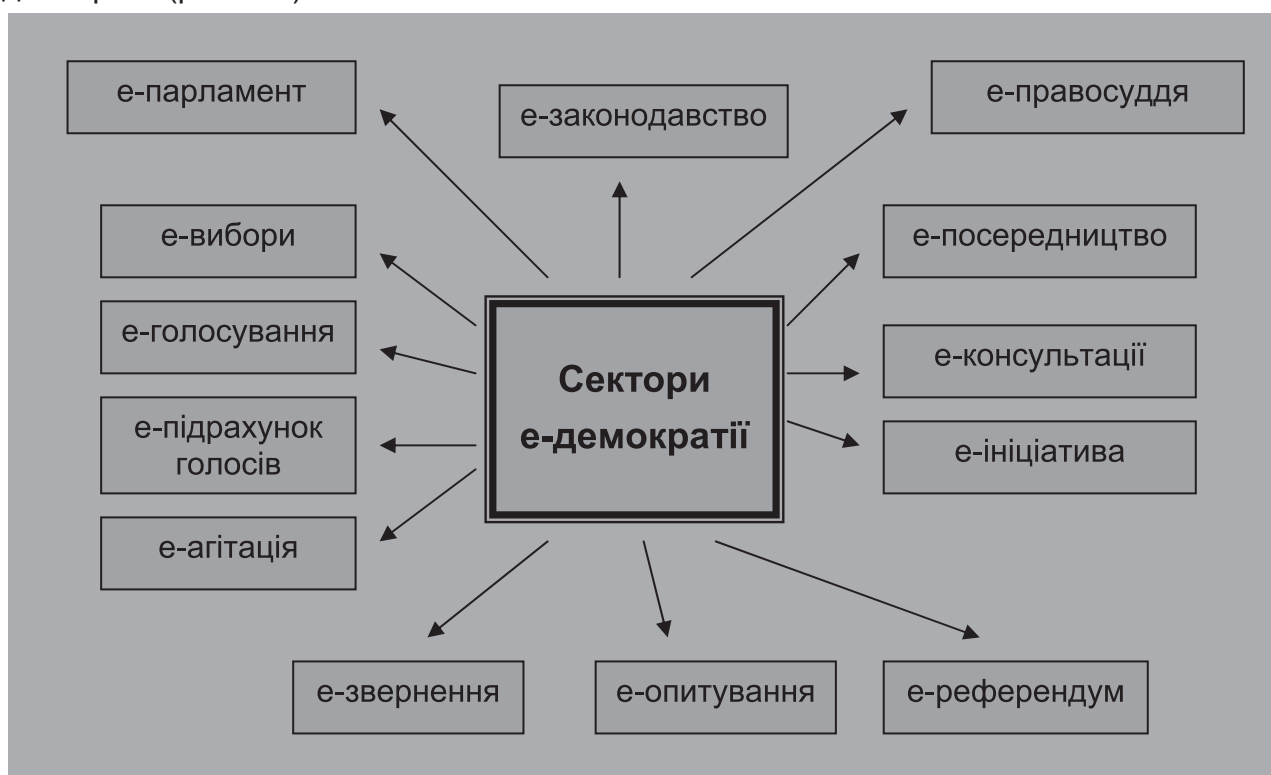 е-парламент
е-законодавство
е-правосуддя
е-вибори
е-посередництво
е-голосування
е-консультації
е-підрахунок
голосів
е-ініціатива
е-агітація
Сектори
е-демократії
е-звернення
е-опитування
е-референдум